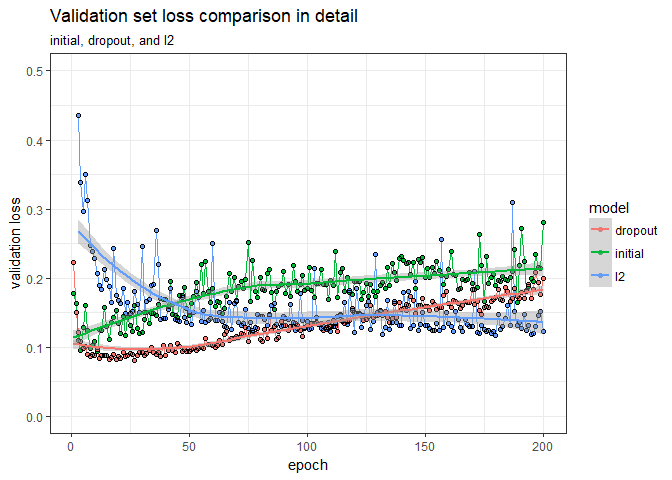 Validation set loss comparison in detail
initial, dropout, and l2
validation loss
0.5
0.4
0.3
0.2
0.1
0.0
0
50
100
150
200
epoch
model
dropout
initial
l2